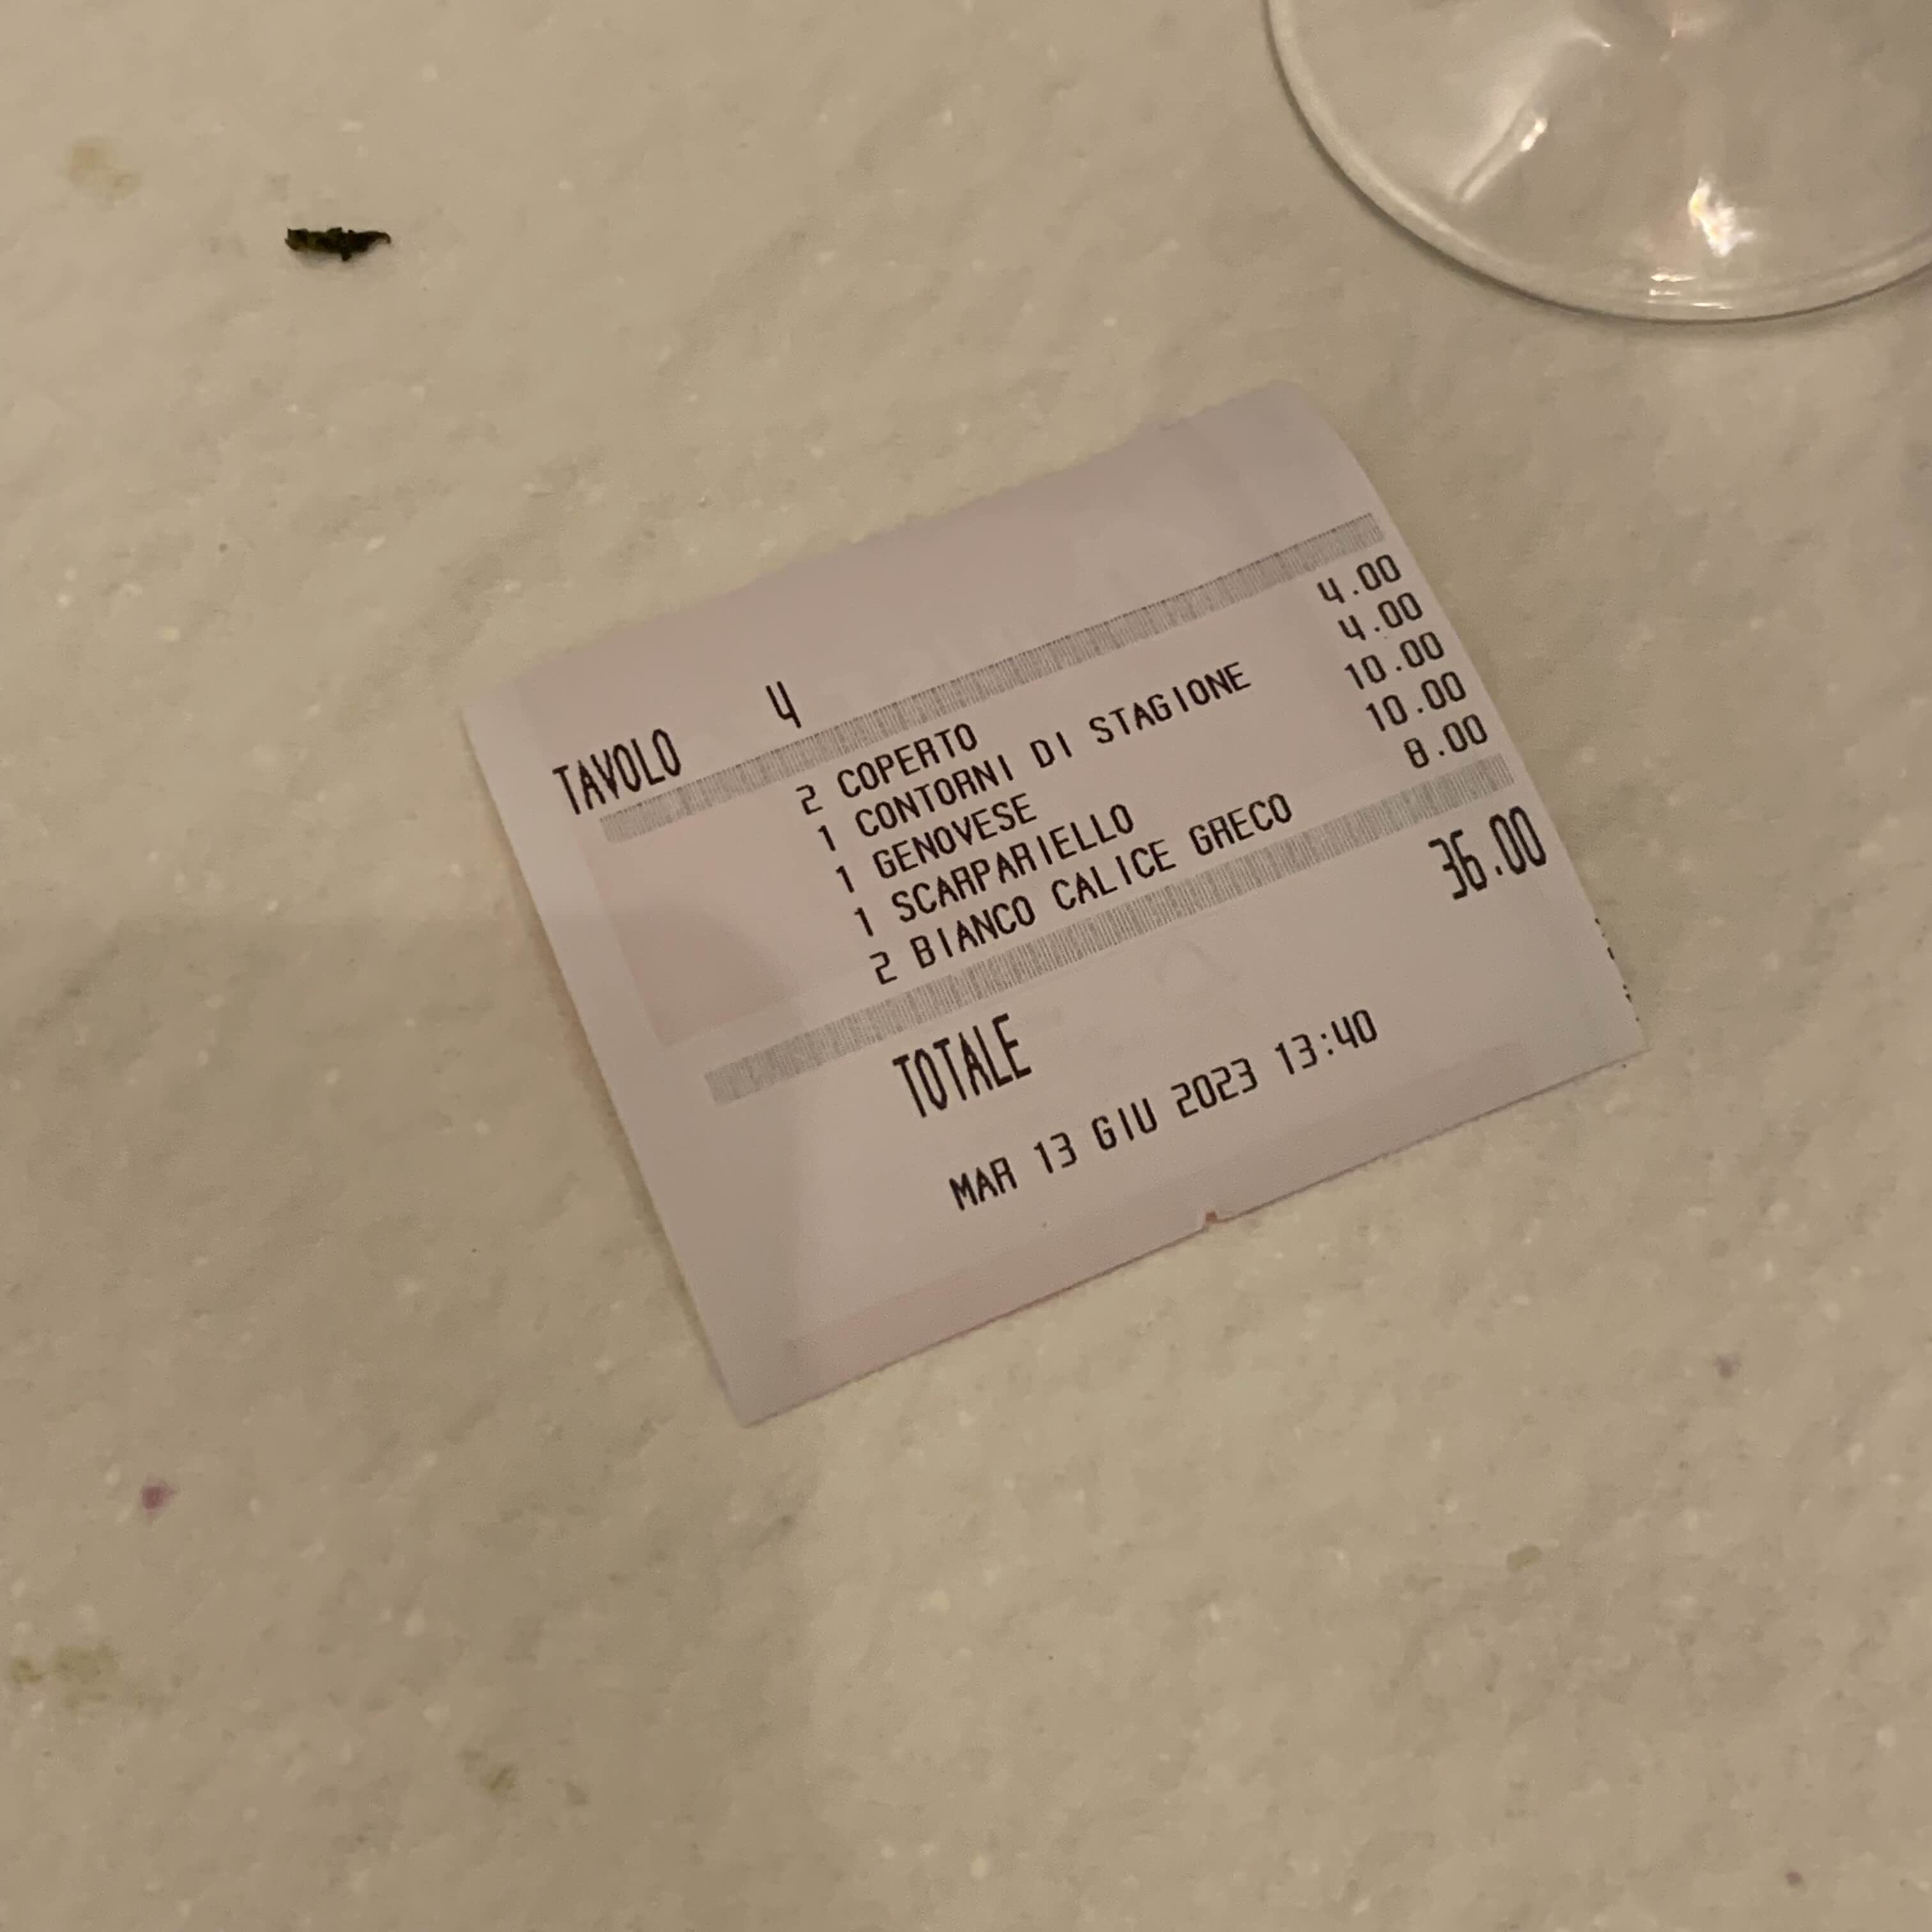 TAVOLO 4
2 COPERTO 4.00
1 CONTORNI DI STAGIONE 4.00
1 GENOVESE 10.00
1 SCARPARIELLO 10.00
2 BIANCO CALICE GRECO 8.00
TOTALE 36.00
MAR 13 GIU 2023 13:40